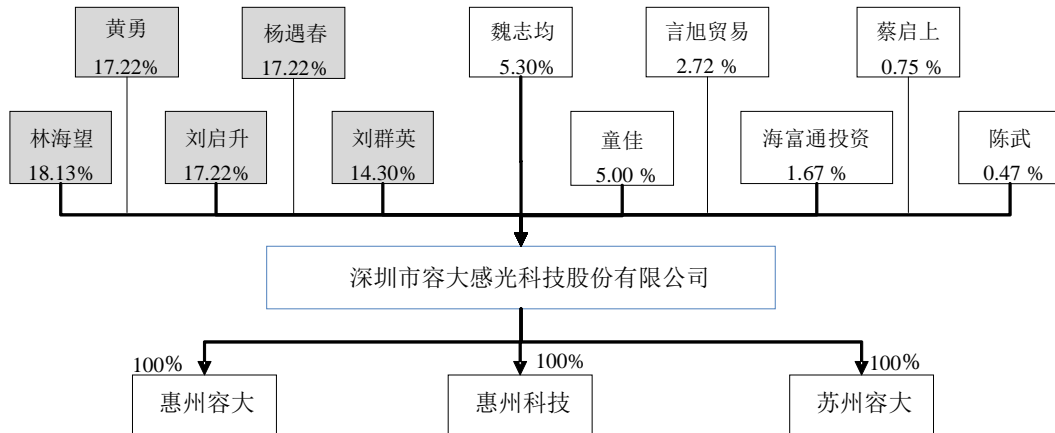 黄勇
17.22%
杨遇春
17.22%
魏志均
5.30%
言旭贸易
2.72 %
蔡启上
0.75 %
林海望
18.13%
刘启升
17.22%
刘群英
14.30%
童佳
5.00 %
海富通投资
1.67 %
陈武
0.47 %
深圳市容大感光科技股份有限公司
100%
惠州容大
100%
惠州科技
100%
苏州容大